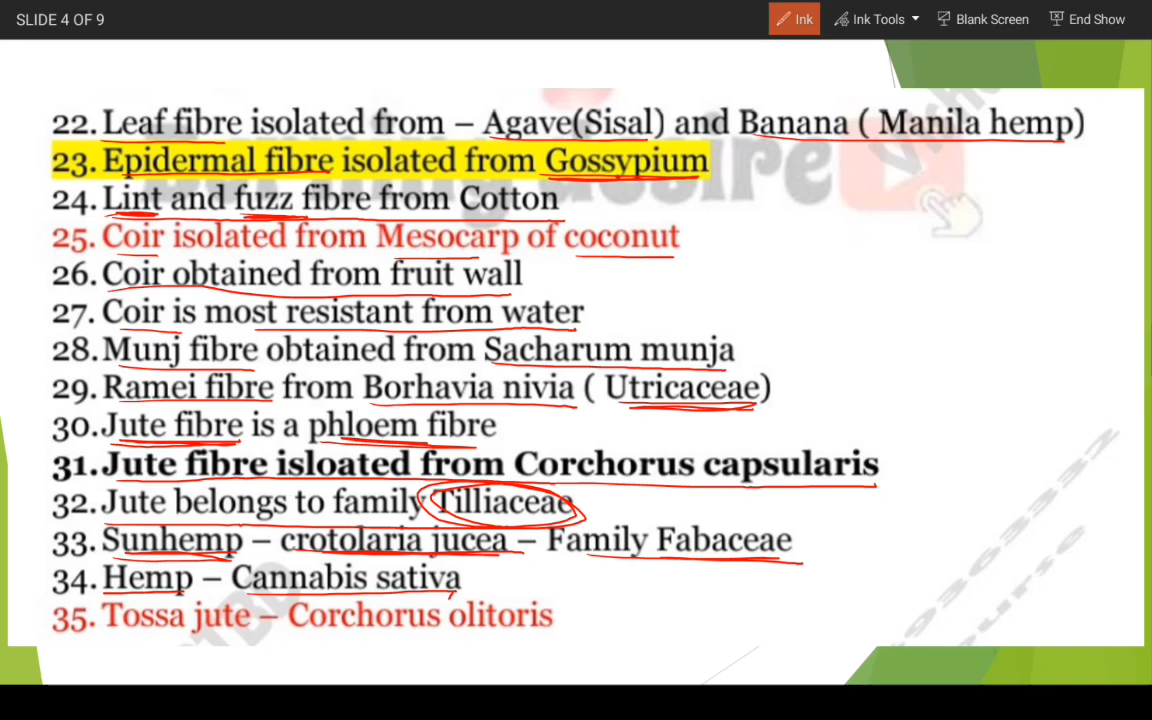 SLIDE 4 OF 9
Ink
Ink Tools
Blank Screen
End Show
22. Leaf fibre isolated from – Agave(Sisal) and Banana ( Manila hemp)
23. Epidermal fibre isolated from Gossypium
24. Lint and fuzz fibre from Cotton
25. Coir isolated from Mesocarp of coconut
26. Coir obtained from fruit wall
27. Coir is most resistant from water
28. Munj fibre obtained from Sacharum munja
29. Ramei fibre from Borhavia nivia ( Utricaceae)
30.Jute fibre is a phloem fibre
31.Jute fibre isloated from Corchorus capsularis
32. Jute belongs to family Tilliaceae
33. Sunhemp – crotolaria jucea – Family Fabaceae
34. Hemp – Cannabis sativa
35. Tossa jute – Corchorus olitoris